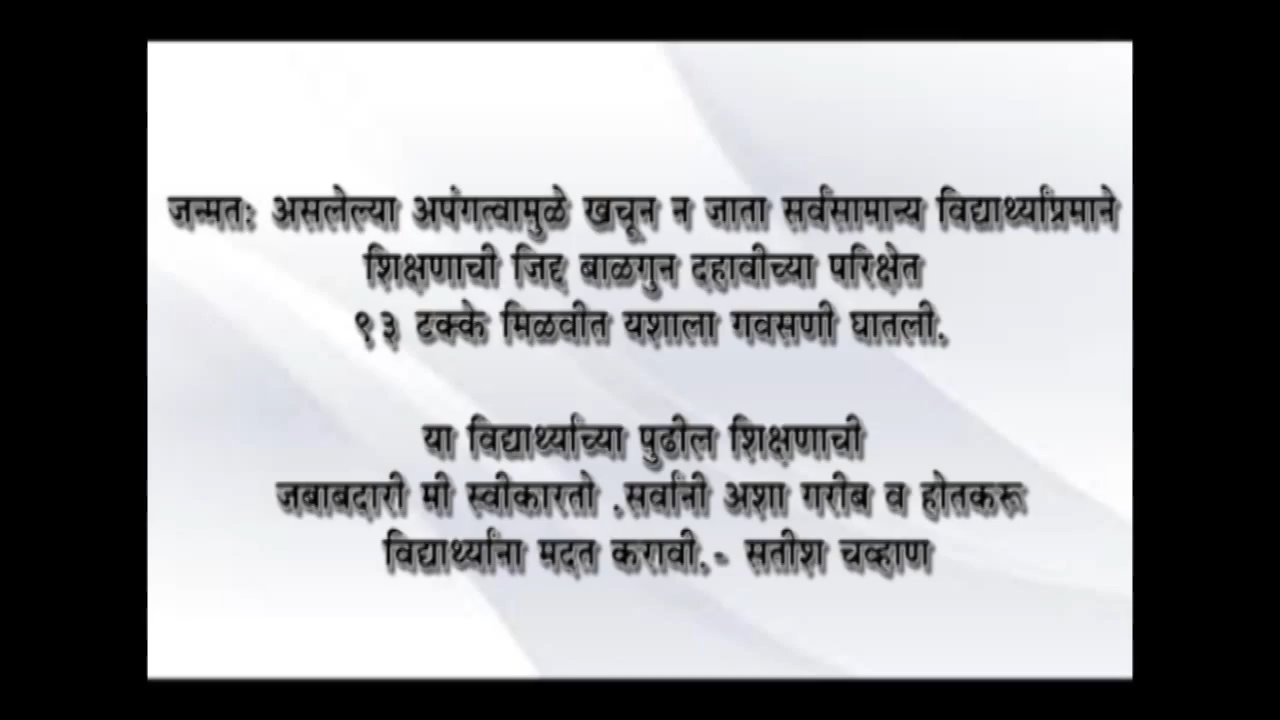 जन्मतः असलेल्या अपंगत्वामुळे खचून न जाता सर्वसामान्य विद्यार्थ्यांप्रमाने
शिक्षणाची जिद्द बाळगुन दहावीच्या परिक्षेत
९३ टक्के मिळवीत यशाला गवसणी घातली.
या विद्यार्थ्याच्या पुढील शिक्षणाची
जबाबदारी मी स्वीकारतो .सर्वांनी अशा गरीब व होतकरू
विद्यार्थ्यांना मदत करावी.- सतीश चव्हाण